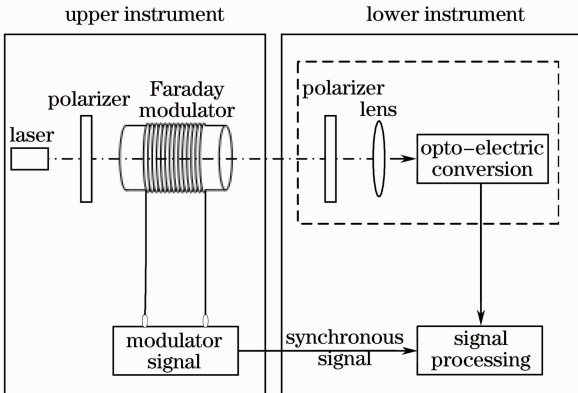 upper instrument
lower instrument
laser
polarizer
Faraday
modulator
polarizer
lens
opto-electric
conversion
modulator
signal
synchronous
signal
signal
processing